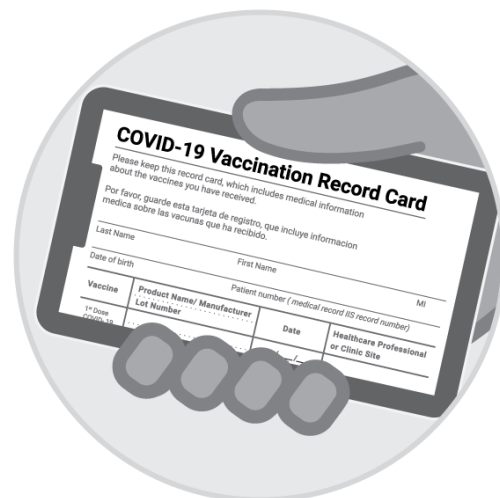 COVID-19 Vaccination Record Card
Please keep this record card, which includes medical information
about the vaccines you have received.
Por favor, guarde esta tarjeta de registro, que incluye informacion
medica sobre las vacunas que ha recibido.
Last Name First Name MI
Date of birth Patient number ( medical record IIS record number)
Vaccine Product Name/ Manufacturer Date Healthcare Professional
Lot Number or Clinic Site
1st Dose
COVID-19